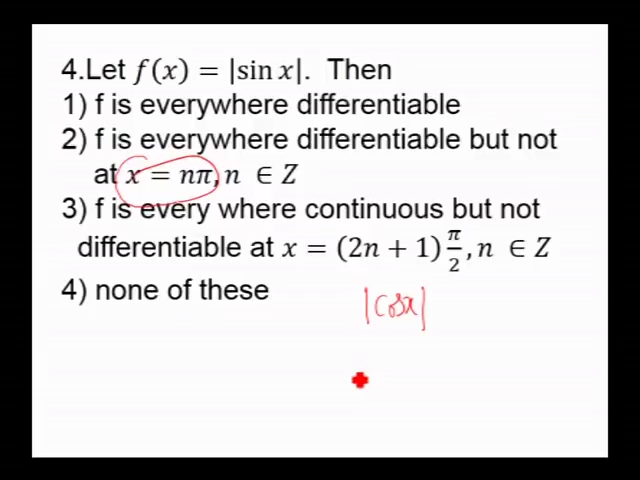 4.Let f(x) = |sin x|. Then
1) f is everywhere differentiable
2) f is everywhere differentiable but not
at x = nπ, n ∈ Z
3) f is every where continuous but not
differentiable at x = (2n + 1) π/2, n ∈ Z
4) none of these
|cosx|